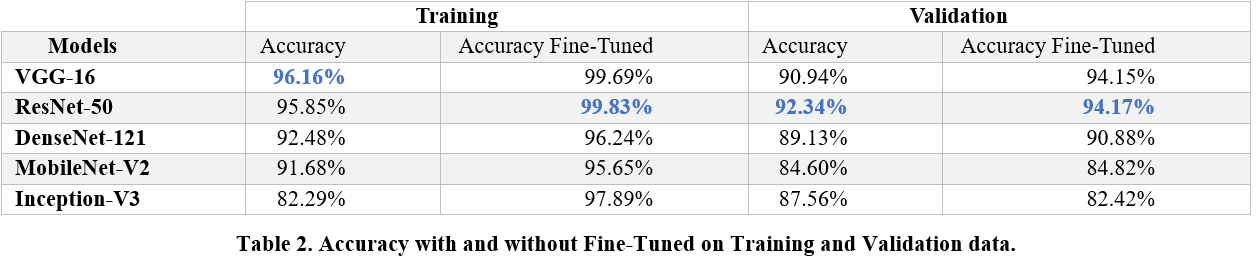 Training Validation
Models Accuracy Accuracy Fine-Tuned Accuracy Accuracy Fine-Tuned
VGG-16 96.16% 99.69% 90.94% 94.15%
ResNet-50 95.85% 99.83% 92.34% 94.17%
DenseNet-121 92.48% 96.24% 89.13% 90.88%
MobileNet-V2 91.68% 95.65% 84.60% 84.82%
Inception-V3 82.29% 97.89% 87.56% 82.42%
Table 2. Accuracy with and without Fine-Tuned on Training and Validation data.